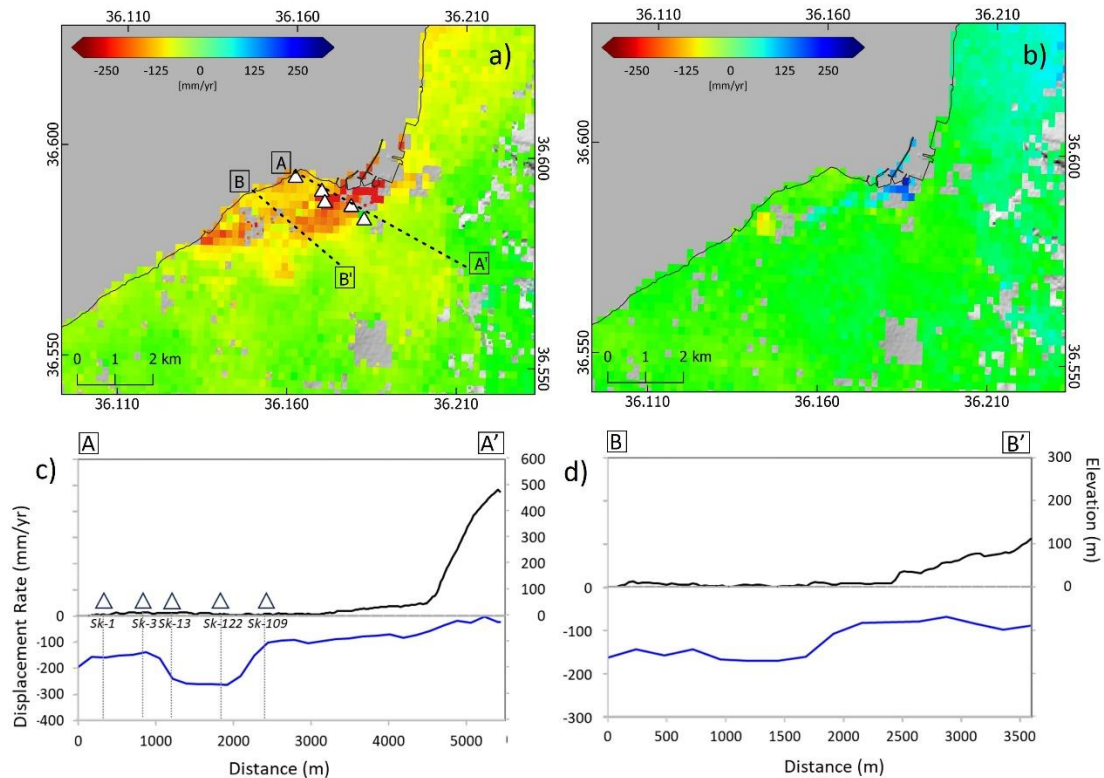 36.110 36.160 36.210
a)
-250 -125 0 125 250
[mm/yr]
36.600
36.600
A
B
A'
B'
36.550
36.550
0 1 2 km
36.110 36.160 36.210
36.110 36.160 36.210
b)
-250 -125 0 125 250
[mm/yr]
36.600
36.600
36.550
36.550
0 1 2 km
36.110 36.160 36.210
A A’
c)
600
500
400
300
200
100
0 0
Sk-1 Sk-3 Sk-13 Sk-122 Sk-109
-100
-200
-300
-400
Displacement Rate (mm/yr)
0 1000 2000 3000 4000 5000
Distance (m)
B B’
d)
300
200
100
0 0
-100
-200
-300
Elevation (m)
0 500 1000 1500 2000 2500 3000 3500
Distance (m)